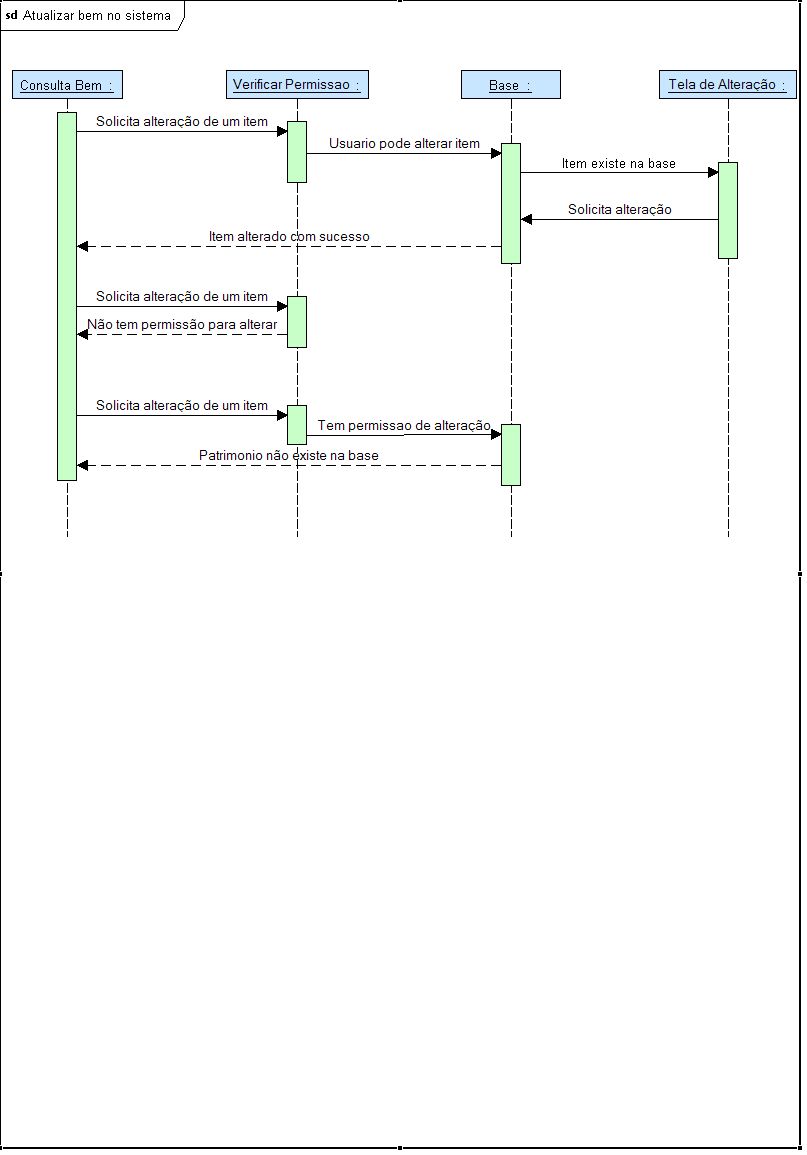 sd Atualizar bem no sistema
Consulta Bem :
Verificar Permissao :
Base :
Tela de Alteração :
Solicita alteração de um item
Usuario pode alterar item
Item existe na base
Solicita alteração
Item alterado com sucesso
Solicita alteração de um item
Não tem permissão para alterar
Solicita alteração de um item
Tem permissao de alteração
Patrimonio não existe na base